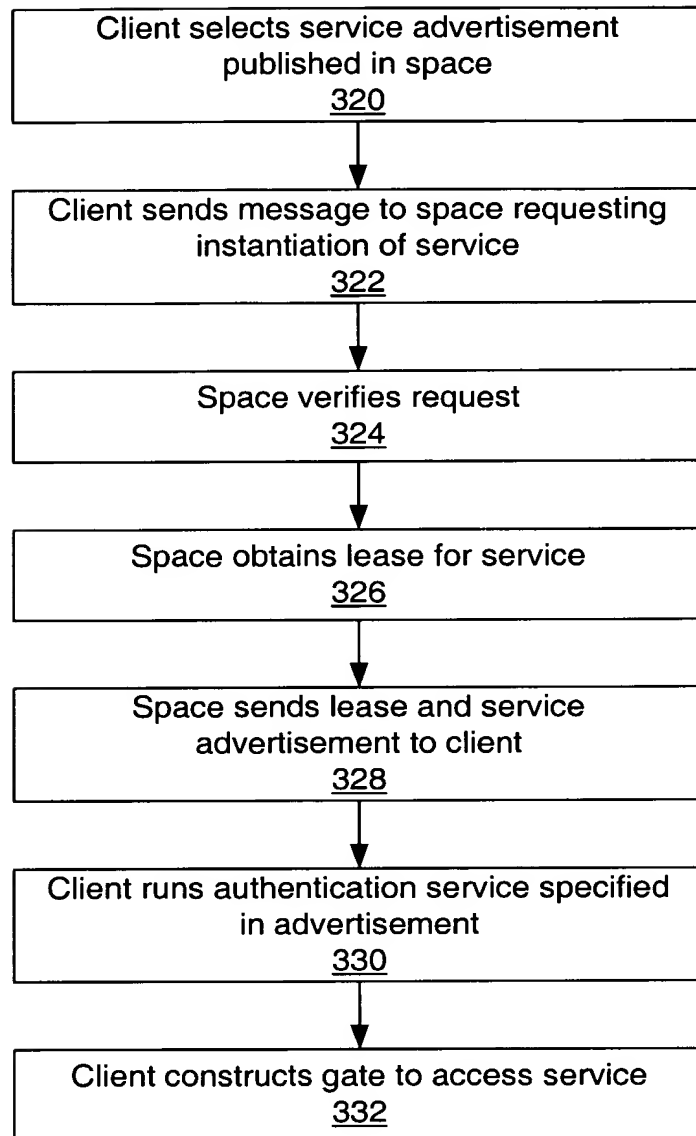 Client selects service advertisement
published in space
320
Client sends message to space requesting
instantiation of service
322
Space verifies request
324
Space obtains lease for service
326
Space sends lease and service
advertisement to client
328
Client runs authentication service specified
in advertisement
330
Client constructs gate to access service
332